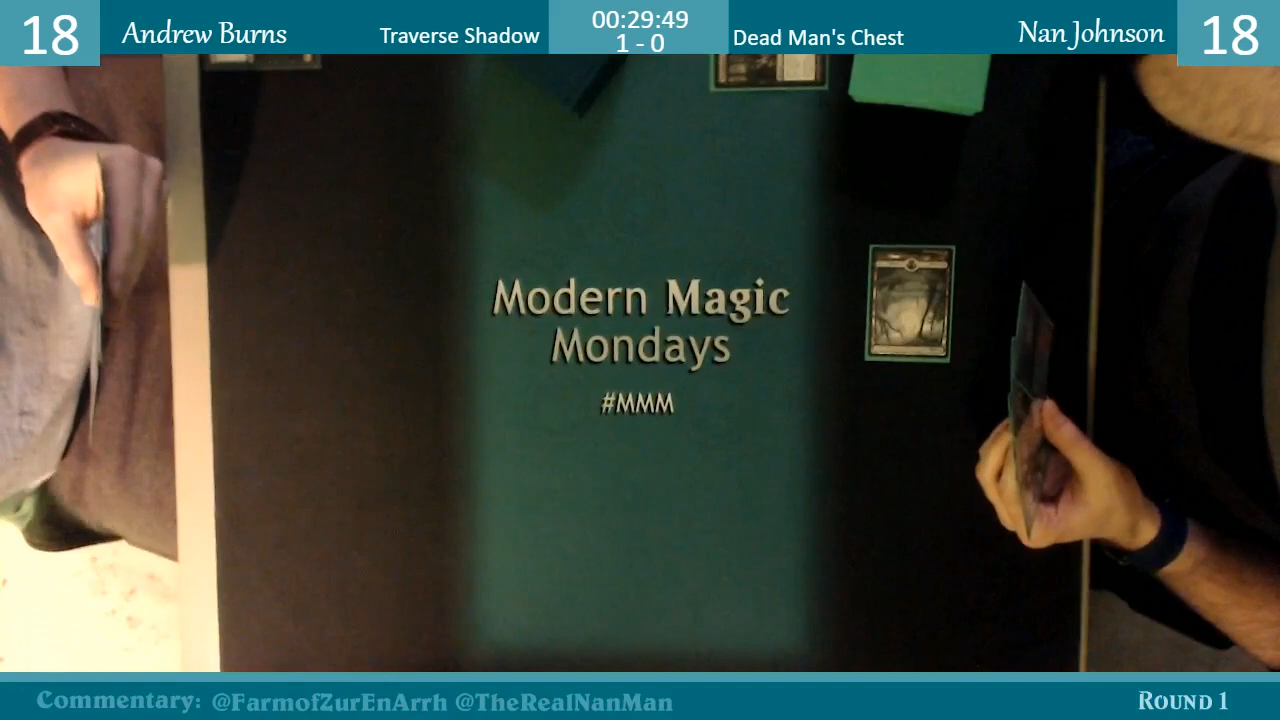 18 Andrew Burns Traverse Shadow 00:29:49 Dead Man's Chest Nan Johnson 18
1 - 0
Modern Magic
Mondays
#MMM
Commentary: @FarmofZurEnArrh @TheRealNanMan Round 1